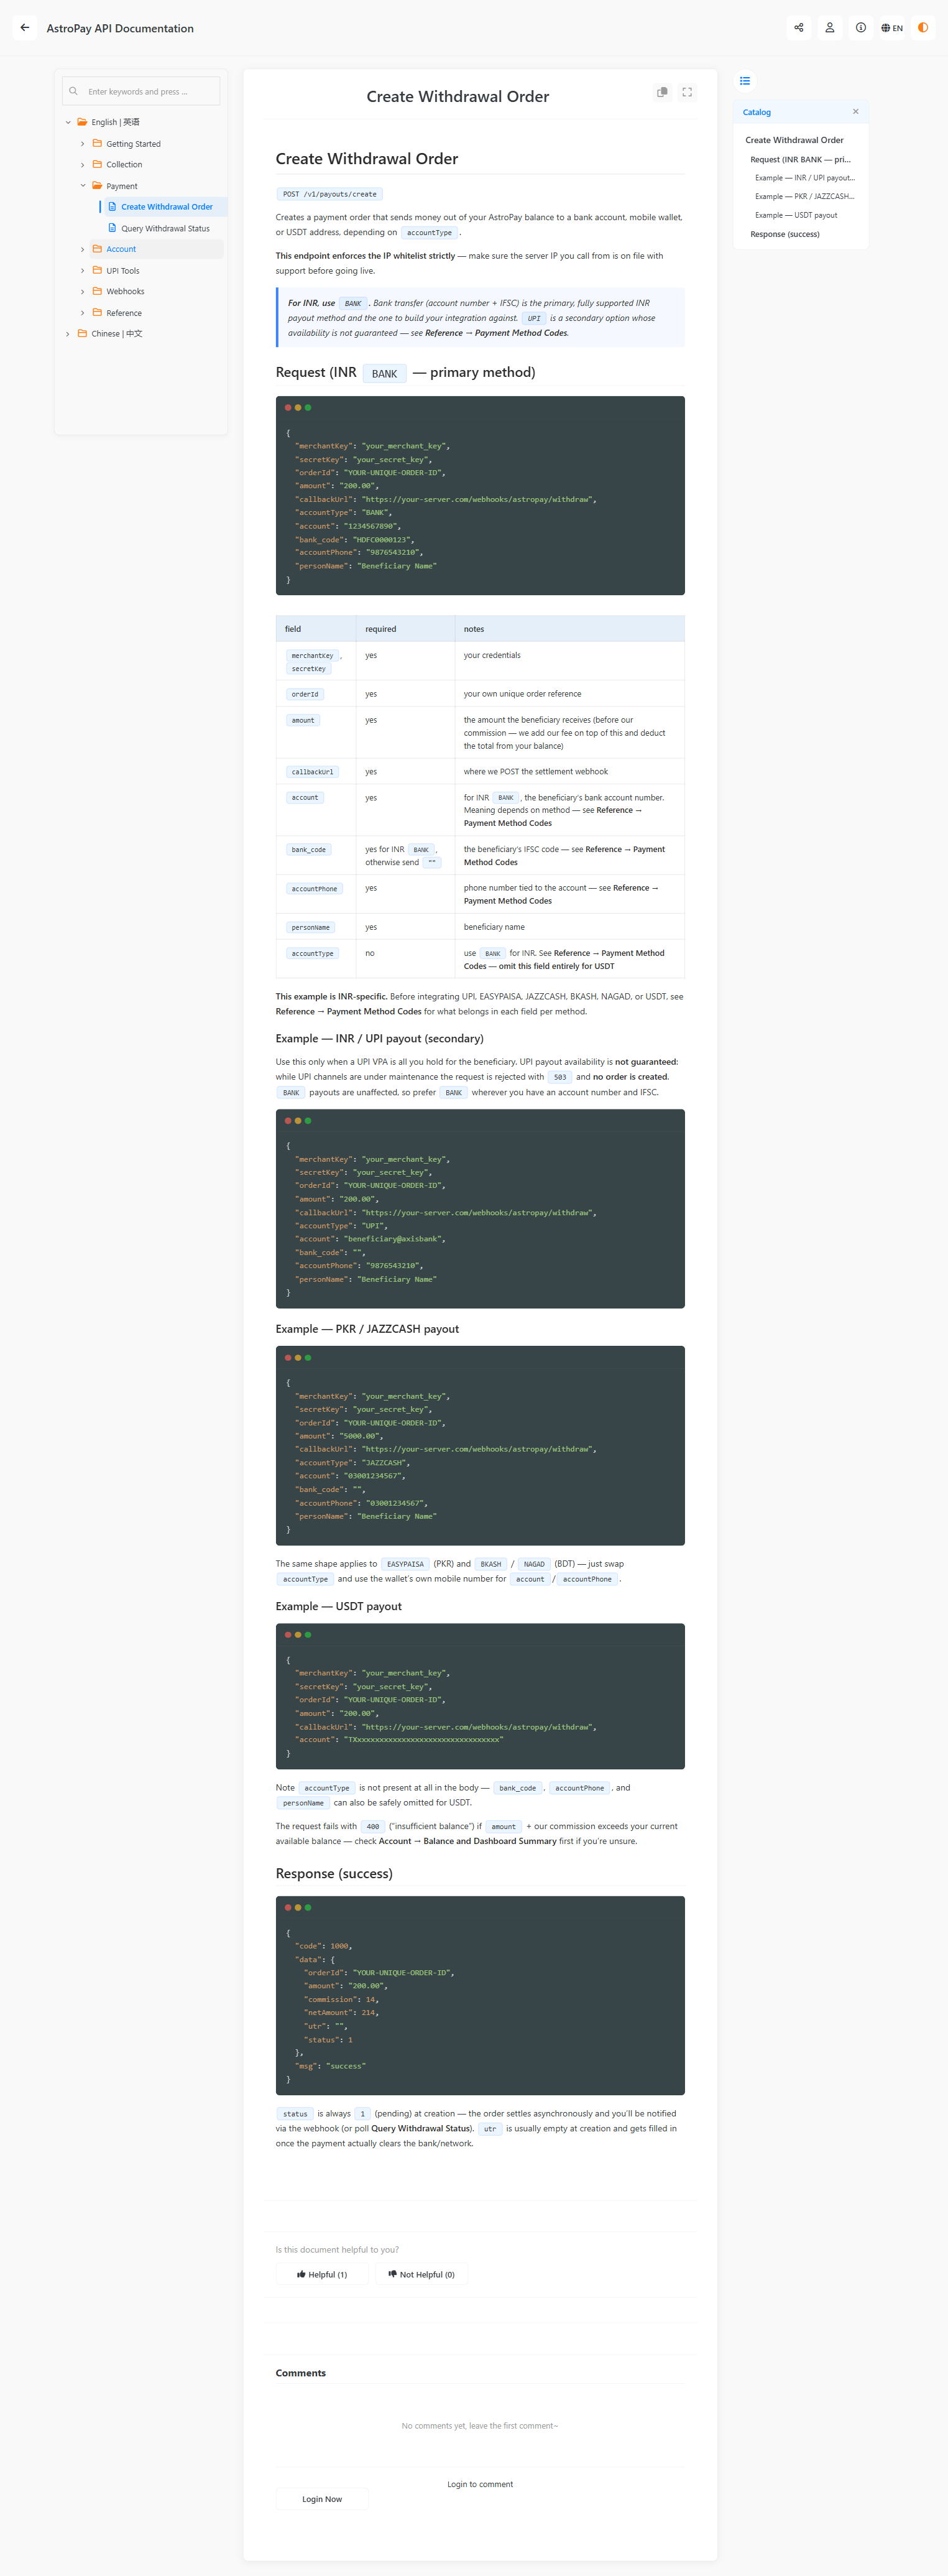 AstroPay API Documentation
EN
Enter keywords and press ...
English | 英语
Getting Started
Collection
Payment
Create Withdrawal Order
Query Withdrawal Status
Account
UPI Tools
Webhooks
Reference
Chinese | 中文
Create Withdrawal Order
Catalog
Create Withdrawal Order
Request (INR BANK — pri...
Example — INR / UPI payout...
Example — PKR / JAZZCASH...
Example — USDT payout
Response (success)
Create Withdrawal Order
POST /v1/payouts/create
Creates a payment order that sends money out of your AstroPay balance to a bank account, mobile wallet,
or USDT address, depending on accountType .
This endpoint enforces the IP whitelist strictly — make sure the server IP you call from is on file with
support before going live.
For INR, use BANK . Bank transfer (account number + IFSC) is the primary, fully supported INR
payout method and the one to build your integration against. UPI is a secondary option whose
availability is not guaranteed — see Reference → Payment Method Codes.
Request (INR BANK — primary method)
{
"merchantKey": "your_merchant_key",
"secretKey": "your_secret_key",
"orderId": "YOUR-UNIQUE-ORDER-ID",
"amount": "200.00",
"callbackUrl": "https://your-server.com/webhooks/astropay/withdraw",
"accountType": "BANK",
"account": "1234567890",
"bank_code": "HDFC0000123",
"accountPhone": "9876543210",
"personName": "Beneficiary Name"
}
field required notes
merchantKey , yes your credentials
secretKey
orderId yes your own unique order reference
amount yes the amount the beneficiary receives (before our
commission — we add our fee on top of this and deduct
the total from your balance)
callbackUrl yes where we POST the settlement webhook
account yes for INR BANK , the beneficiary's bank account number.
Meaning depends on method — see Reference →
Payment Method Codes
bank_code yes for INR BANK , the beneficiary's IFSC code — see Reference → Payment
otherwise send "" Method Codes
accountPhone yes phone number tied to the account — see Reference →
Payment Method Codes
personName yes beneficiary name
accountType no use BANK for INR. See Reference → Payment Method
Codes — omit this field entirely for USDT
This example is INR-specific. Before integrating UPI, EASYPAISA, JAZZCASH, BKASH, NAGAD, or USDT, see
Reference → Payment Method Codes for what belongs in each field per method.
Example — INR / UPI payout (secondary)
Use this only when a UPI VPA is all you hold for the beneficiary. UPI payout availability is not guaranteed:
while UPI channels are under maintenance the request is rejected with 503 and no order is created.
BANK payouts are unaffected, so prefer BANK wherever you have an account number and IFSC.
{
"merchantKey": "your_merchant_key",
"secretKey": "your_secret_key",
"orderId": "YOUR-UNIQUE-ORDER-ID",
"amount": "200.00",
"callbackUrl": "https://your-server.com/webhooks/astropay/withdraw",
"accountType": "UPI",
"account": "beneficiary@axisbank",
"bank_code": "",
"accountPhone": "9876543210",
"personName": "Beneficiary Name"
}
Example — PKR / JAZZCASH payout
{
"merchantKey": "your_merchant_key",
"secretKey": "your_secret_key",
"orderId": "YOUR-UNIQUE-ORDER-ID",
"amount": "5000.00",
"callbackUrl": "https://your-server.com/webhooks/astropay/withdraw",
"accountType": "JAZZCASH",
"account": "03001234567",
"bank_code": "",
"accountPhone": "03001234567",
"personName": "Beneficiary Name"
}
The same shape applies to EASYPAISA (PKR) and BKASH / NAGAD (BDT) — just swap
accountType and use the wallet's own mobile number for account / accountPhone .
Example — USDT payout
{
"merchantKey": "your_merchant_key",
"secretKey": "your_secret_key",
"orderId": "YOUR-UNIQUE-ORDER-ID",
"amount": "200.00",
"callbackUrl": "https://your-server.com/webhooks/astropay/withdraw",
"account": "TXxxxxxxxxxxxxxxxxxxxxxxxxxxxxxxxx"
}
Note accountType is not present at all in the body — bank_code , accountPhone , and
personName can also be safely omitted for USDT.
The request fails with 400 ("insufficient balance") if amount + our commission exceeds your current
available balance — check Account → Balance and Dashboard Summary first if you're unsure.
Response (success)
{
"code": 1000,
"data": {
"orderId": "YOUR-UNIQUE-ORDER-ID",
"amount": "200.00",
"commission": 14,
"netAmount": 214,
"utr": "",
"status": 1
},
"msg": "success"
}
status is always 1 (pending) at creation — the order settles asynchronously and you'll be notified
via the webhook (or poll Query Withdrawal Status). utr is usually empty at creation and gets filled in
once the payment actually clears the bank/network.
Is this document helpful to you?
Helpful (1) Not Helpful (0)
Comments
No comments yet, leave the first comment~
Login to comment
Login Now